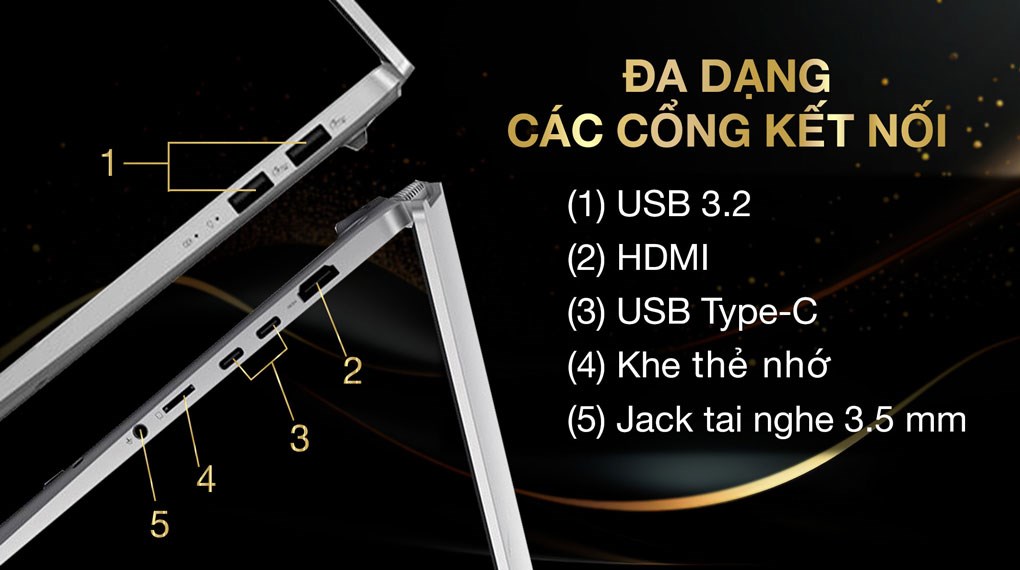 ĐA DẠNG
CÁC CỔNG KẾT NỐI
(1) USB 3.2
(2) HDMI
(3) USB Type-C
(4) Khe thẻ nhớ
(5) Jack tai nghe 3.5 mm
1
2
3
4
5